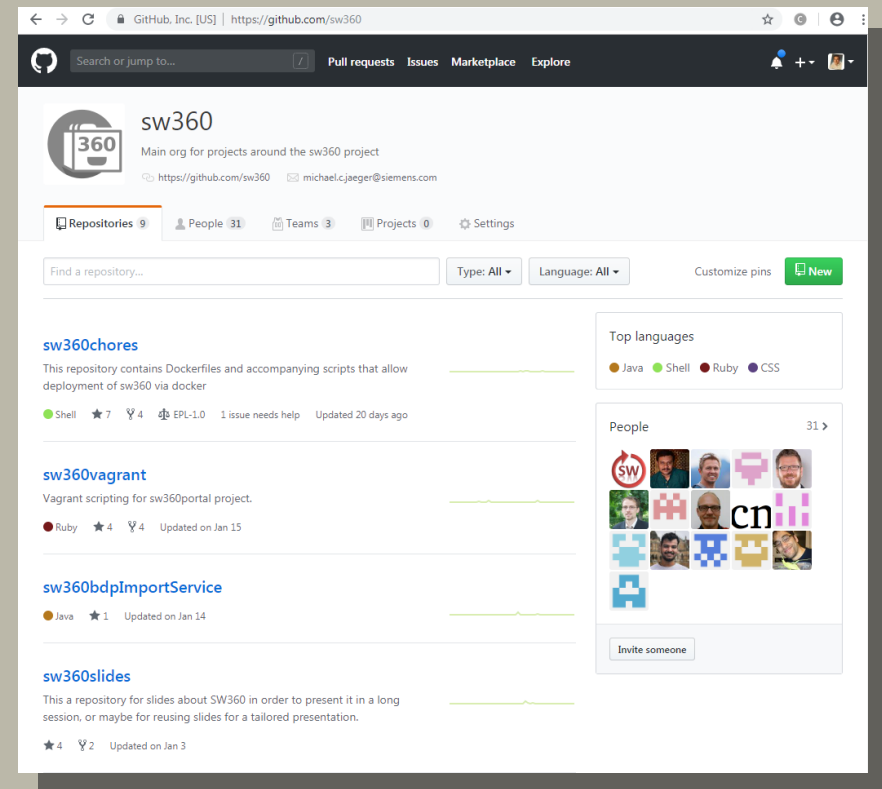 GitHub, Inc. [US] | https://github.com/sw360
Search or jump to... / Pull requests Issues Marketplace Explore
360
sw360
Main org for projects around the sw360 project
https://github.com/sw360 michael.c.jaeger@siemens.com
Repositories 9 People 31 Teams 3 Projects 0 Settings
Find a repository... Type: All Language: All Customize pins New
sw360chores
This repository contains Dockerfiles and accompanying scripts that allow
deployment of sw360 via docker
Shell 7 4 EPL-1.0 1 issue needs help Updated 20 days ago
sw360vagrant
Vagrant scripting for sw360portal project.
Ruby 4 4 Updated on Jan 15
sw360bdpImportService
Java 1 Updated on Jan 14
sw360slides
This a repository for slides about SW360 in order to present it in a long
session, or maybe for reusing slides for a tailored presentation.
4 2 Updated on Jan 3
Top languages
Java Shell Ruby CSS
People 31
SW
cn
Invite someone